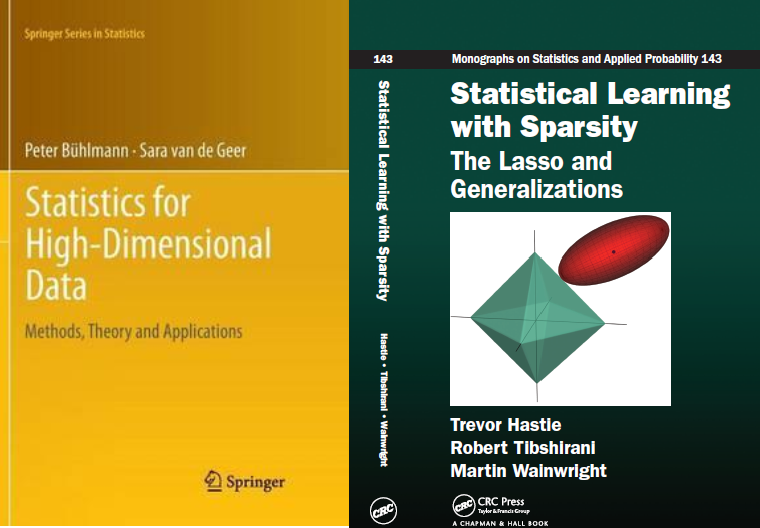 Springer Series in Statistics
Peter Bühlmann · Sara van de Geer
Statistics for
High-Dimensional
Data
Methods, Theory and Applications
Springer
143
Statistical Learning with Sparsity
Hastie • Tibshirani • Wainwright
CRC
Monographs on Statistics and Applied Probability 143
Statistical Learning
with Sparsity
The Lasso and
Generalizations
Trevor Hastie
Robert Tibshirani
Martin Wainwright
CRC
CRC Press
Taylor & Francis Group
A CHAPMAN & HALL BOOK